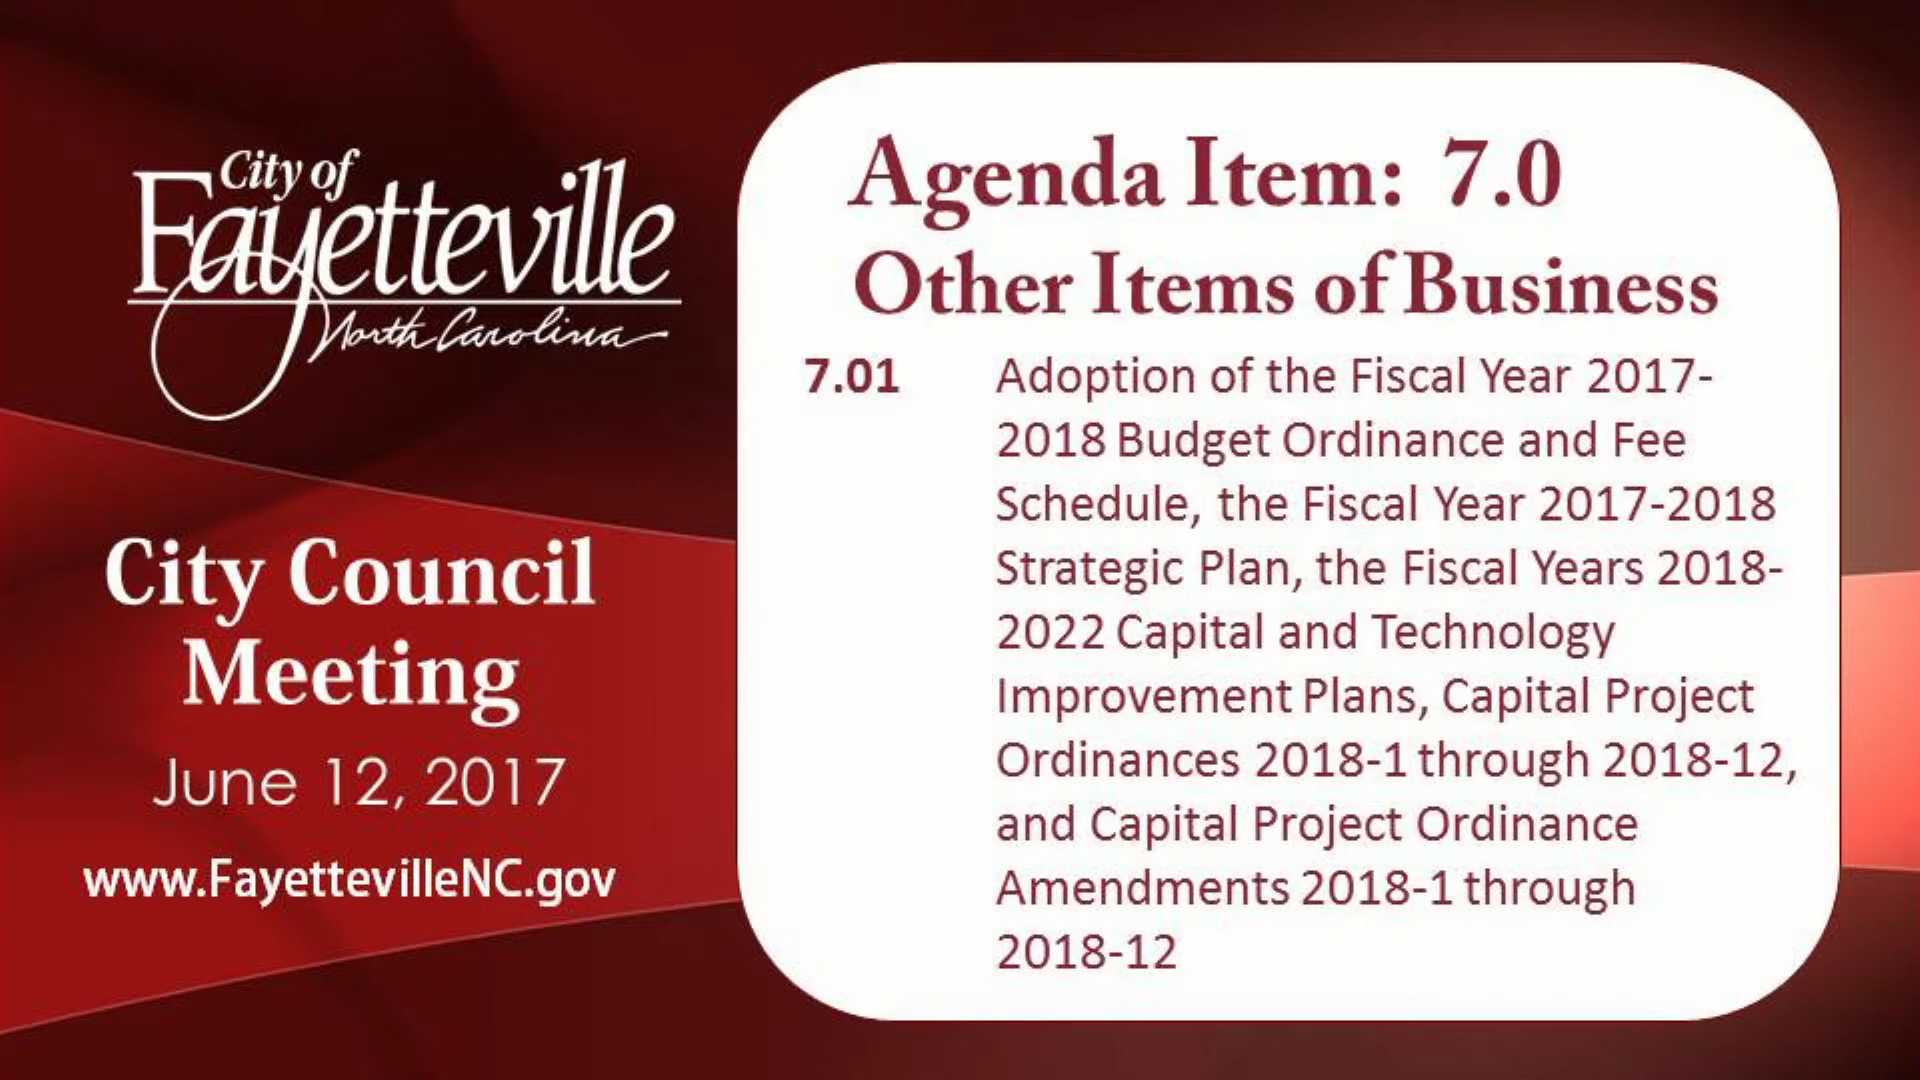 City of
Fayetteville
North Carolina
City Council
Meeting
June 12, 2017
www.FayettevilleNC.gov
Agenda Item: 7.0
Other Items of Business
7.01 Adoption of the Fiscal Year 2017-
2018 Budget Ordinance and Fee
Schedule, the Fiscal Year 2017-2018
Strategic Plan, the Fiscal Years 2018-
2022 Capital and Technology
Improvement Plans, Capital Project
Ordinances 2018-1 through 2018-12,
and Capital Project Ordinance
Amendments 2018-1 through
2018-12